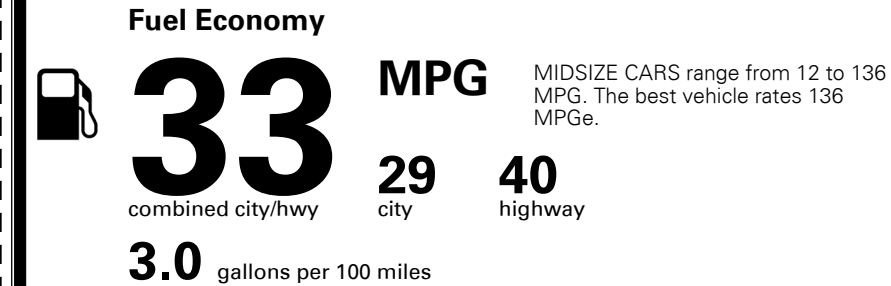 Fuel Economy
33 MPG
MIDSIZE CARS range from 12 to 136
MPG. The best vehicle rates 136
MPGe.
combined city/hwy
29
city
40
highway
3.0 gallons per 100 miles